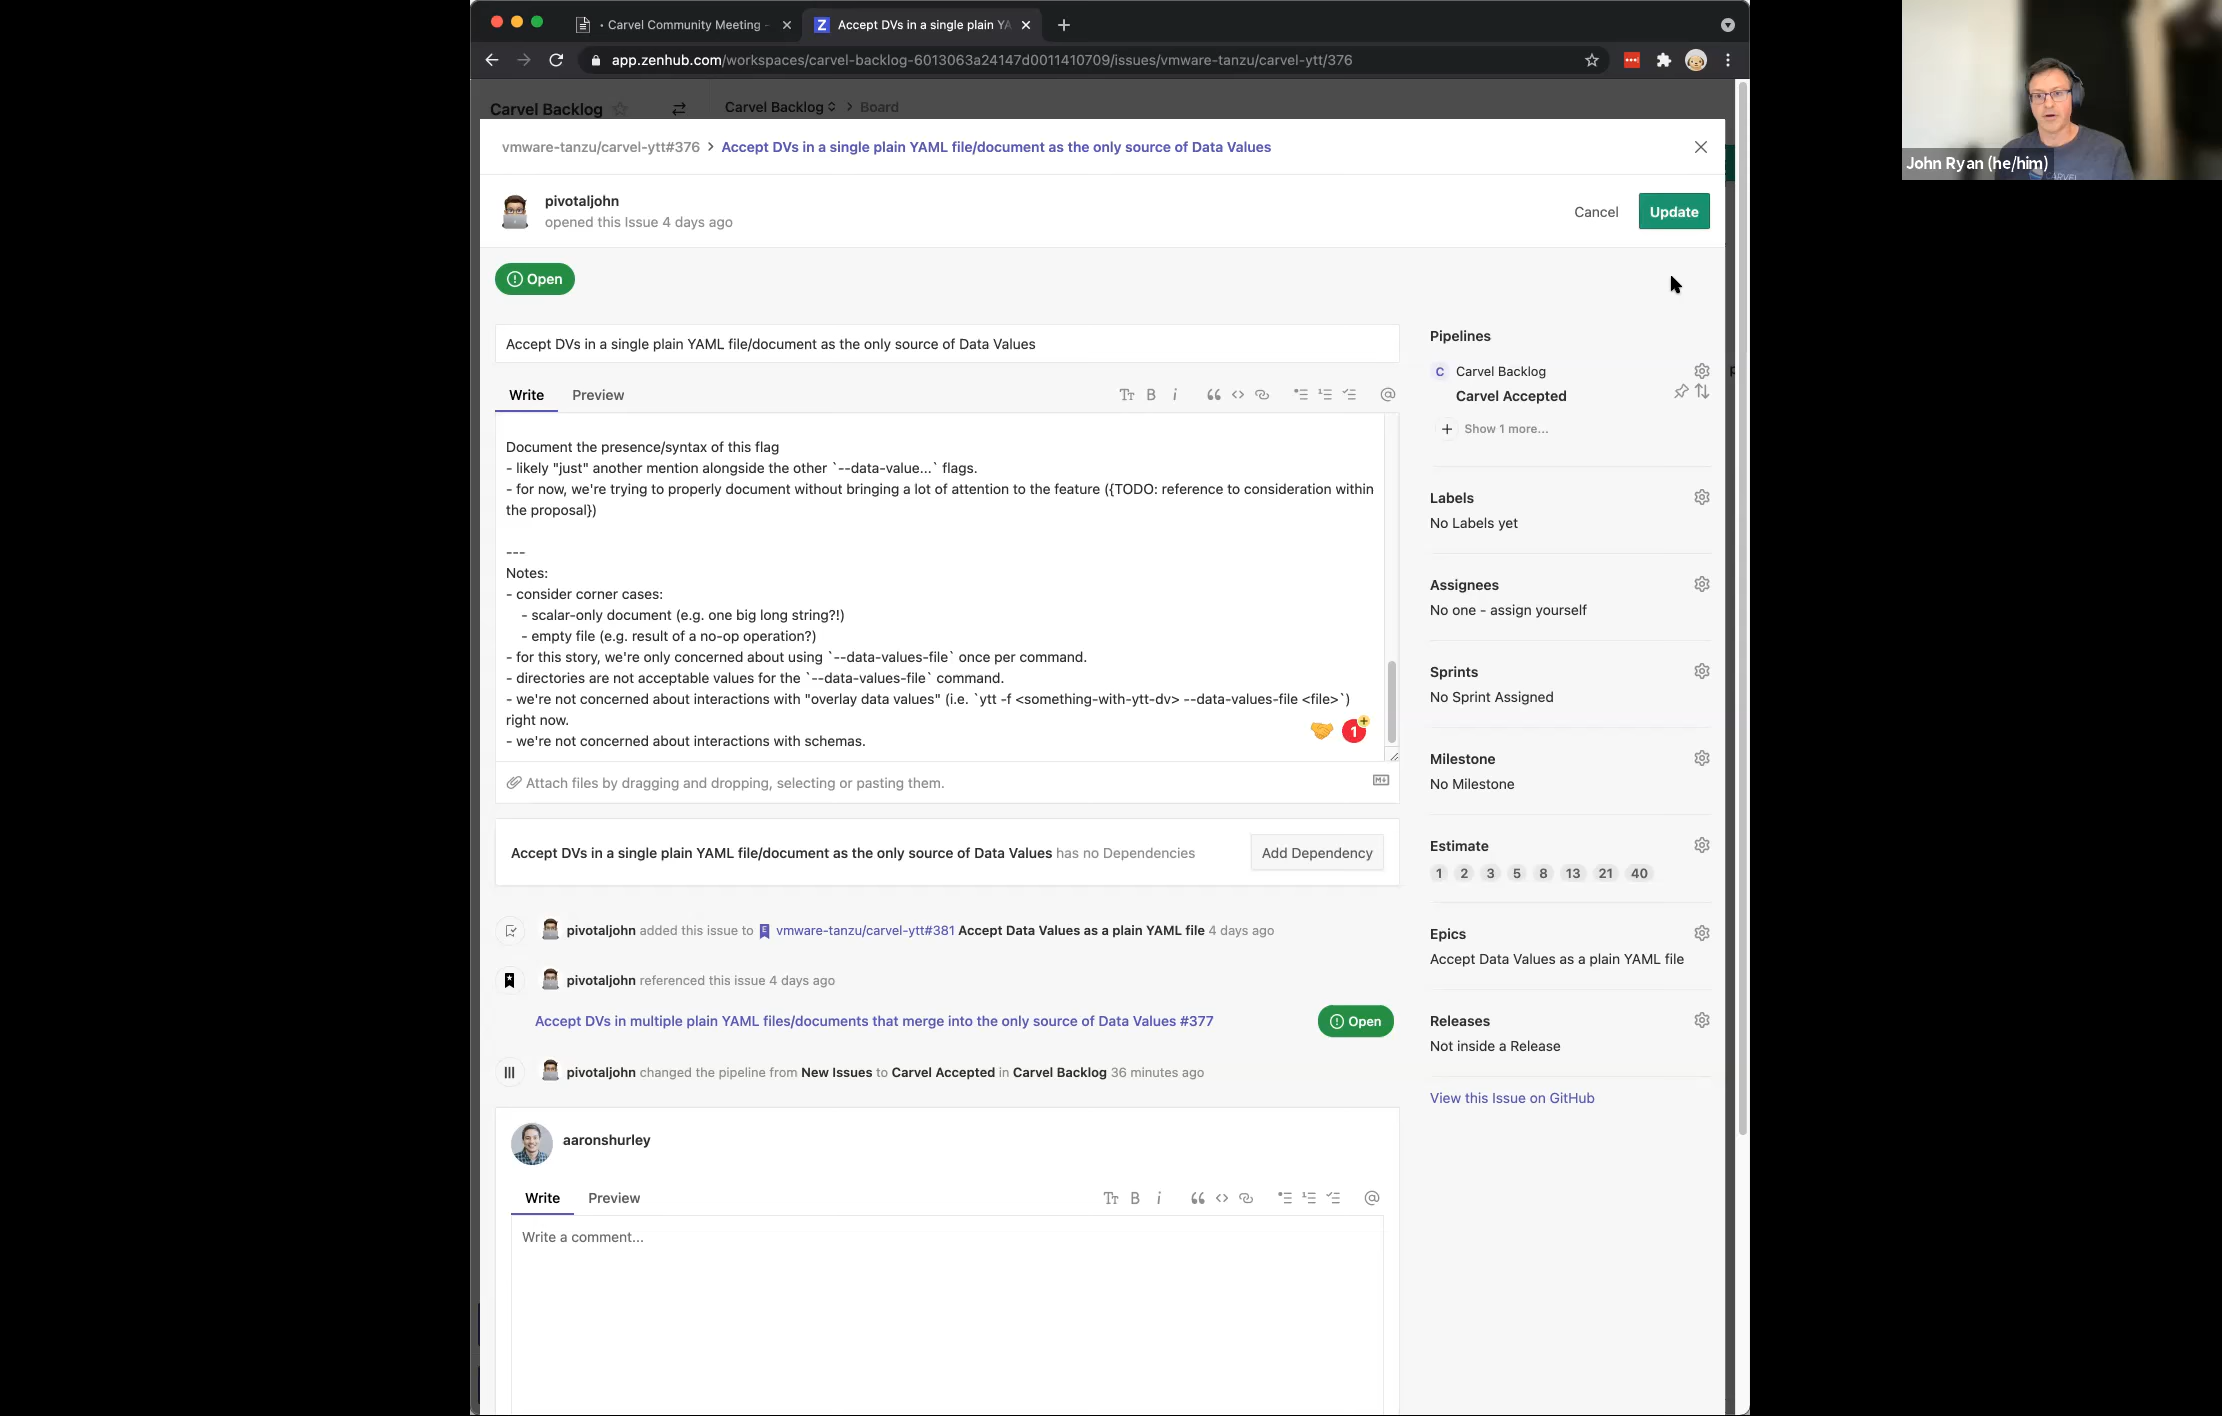 · Carvel Community Meeting -
Accept DVs in a single plain YA
app.zenhub.com/workspaces/carvel-backlog-6013063a24147d0011410709/issues/vmware-tanzu/carvel-ytt/376
Carvel Backlog
Carvel Backlog > Board
vmware-tanzu/carvel-ytt#376 > Accept DVs in a single plain YAML file/document as the only source of Data Values
pivotaljohn
opened this Issue 4 days ago
Cancel
Update
Open
Accept DVs in a single plain YAML file/document as the only source of Data Values
Write Preview
Document the presence/syntax of this flag
- likely "just" another mention alongside the other `--data-value...` flags.
- for now, we're trying to properly document without bringing a lot of attention to the feature ({TODO: reference to consideration within
the proposal})
---
Notes:
- consider corner cases:
- scalar-only document (e.g. one big long string?!)
- empty file (e.g. result of a no-op operation?)
- for this story, we're only concerned about using `--data-values-file` once per command.
- directories are not acceptable values for the `--data-values-file` command.
- we're not concerned about interactions with "overlay data values" (i.e. `ytt -f <something-with-ytt-dv> --data-values-file <file>`)
right now.
- we're not concerned about interactions with schemas.
1
Attach files by dragging and dropping, selecting or pasting them.
Accept DVs in a single plain YAML file/document as the only source of Data Values has no Dependencies
Add Dependency
pivotaljohn added this issue to vmware-tanzu/carvel-ytt#381 Accept Data Values as a plain YAML file 4 days ago
pivotaljohn referenced this issue 4 days ago
Accept DVs in multiple plain YAML files/documents that merge into the only source of Data Values #377
Open
pivotaljohn changed the pipeline from New Issues to Carvel Accepted in Carvel Backlog 36 minutes ago
aaronshurley
Write Preview
Write a comment...
Pipelines
C Carvel Backlog
Carvel Accepted
+ Show 1 more...
Labels
No Labels yet
Assignees
No one - assign yourself
Sprints
No Sprint Assigned
Milestone
No Milestone
Estimate
1 2 3 5 8 13 21 40
Epics
Accept Data Values as a plain YAML file
Releases
Not inside a Release
View this Issue on GitHub
John Ryan (he/him)
CARVEL